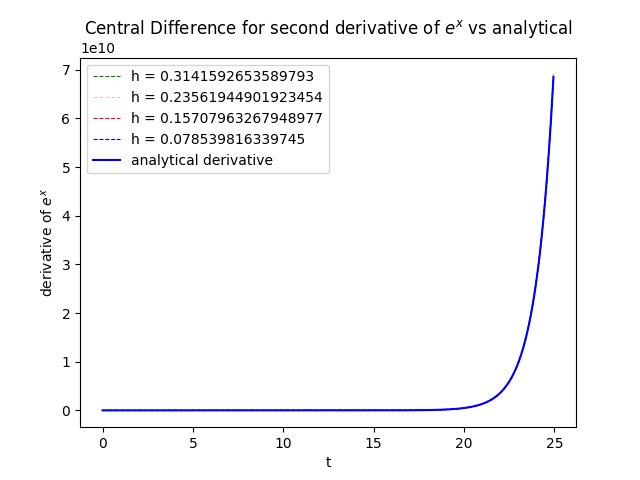 Central Difference for second derivative of e^x vs analytical
1e10
h = 0.3141592653589793
h = 0.23561944901923454
h = 0.15707963267948977
h = 0.078539816339745
analytical derivative
7
6
5
4
3
2
1
0
derivative of e^x
0 5 10 15 20 25
t